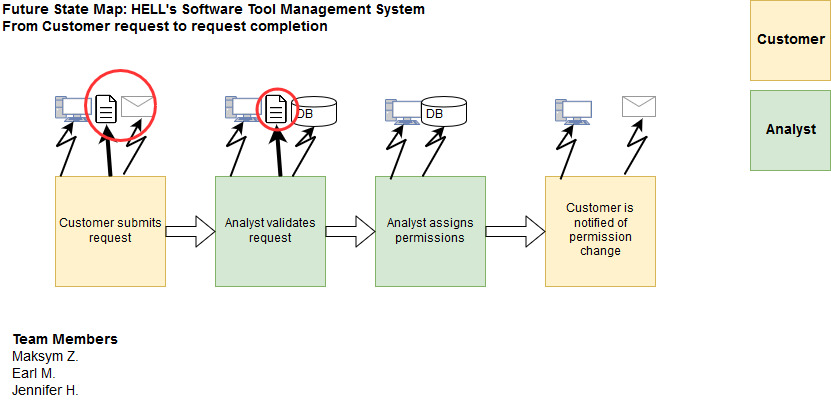 Future State Map: HELL's Software Tool Management System
From Customer request to request completion
Customer
Analyst
DB
DB
Customer submits
request
Analyst validates
request
Analyst assigns
permissions
Customer is
notified of
permission
change
Team Members
Maksym Z.
Earl M.
Jennifer H.